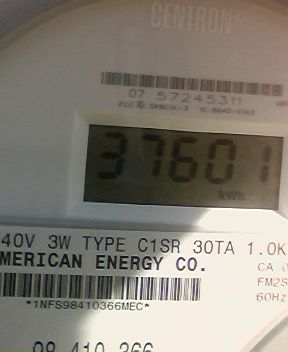 CENTRON®
07 57245311
37601
kWh
40V 3W TYPE C1SR 30TA 1.0K
MERICAN ENERGY CO.
CA 0
*1NFS98410366MEC*
FM2S
60Hz
98 410 366